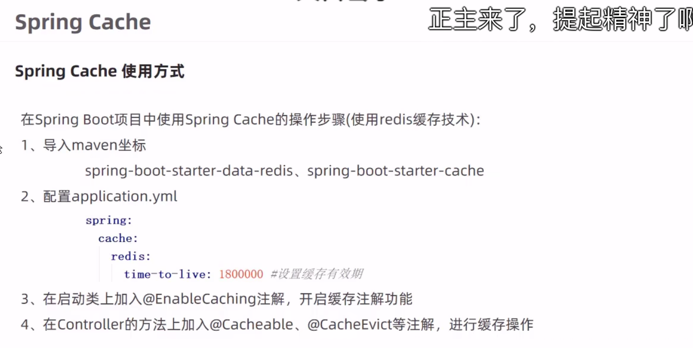 正主来了，提起精神了啊
Spring Cache
Spring Cache 使用方式
在Spring Boot项目中使用Spring Cache的操作步骤(使用redis缓存技术)：
1、导入maven坐标
spring-boot-starter-data-redis、spring-boot-starter-cache
2、配置application.yml
spring:
cache:
redis:
time-to-live: 1800000 #设置缓存有效期
3、在启动类上加入@EnableCaching注解，开启缓存注解功能
4、在Controller的方法上加入@Cacheable、@CacheEvict等注解，进行缓存操作